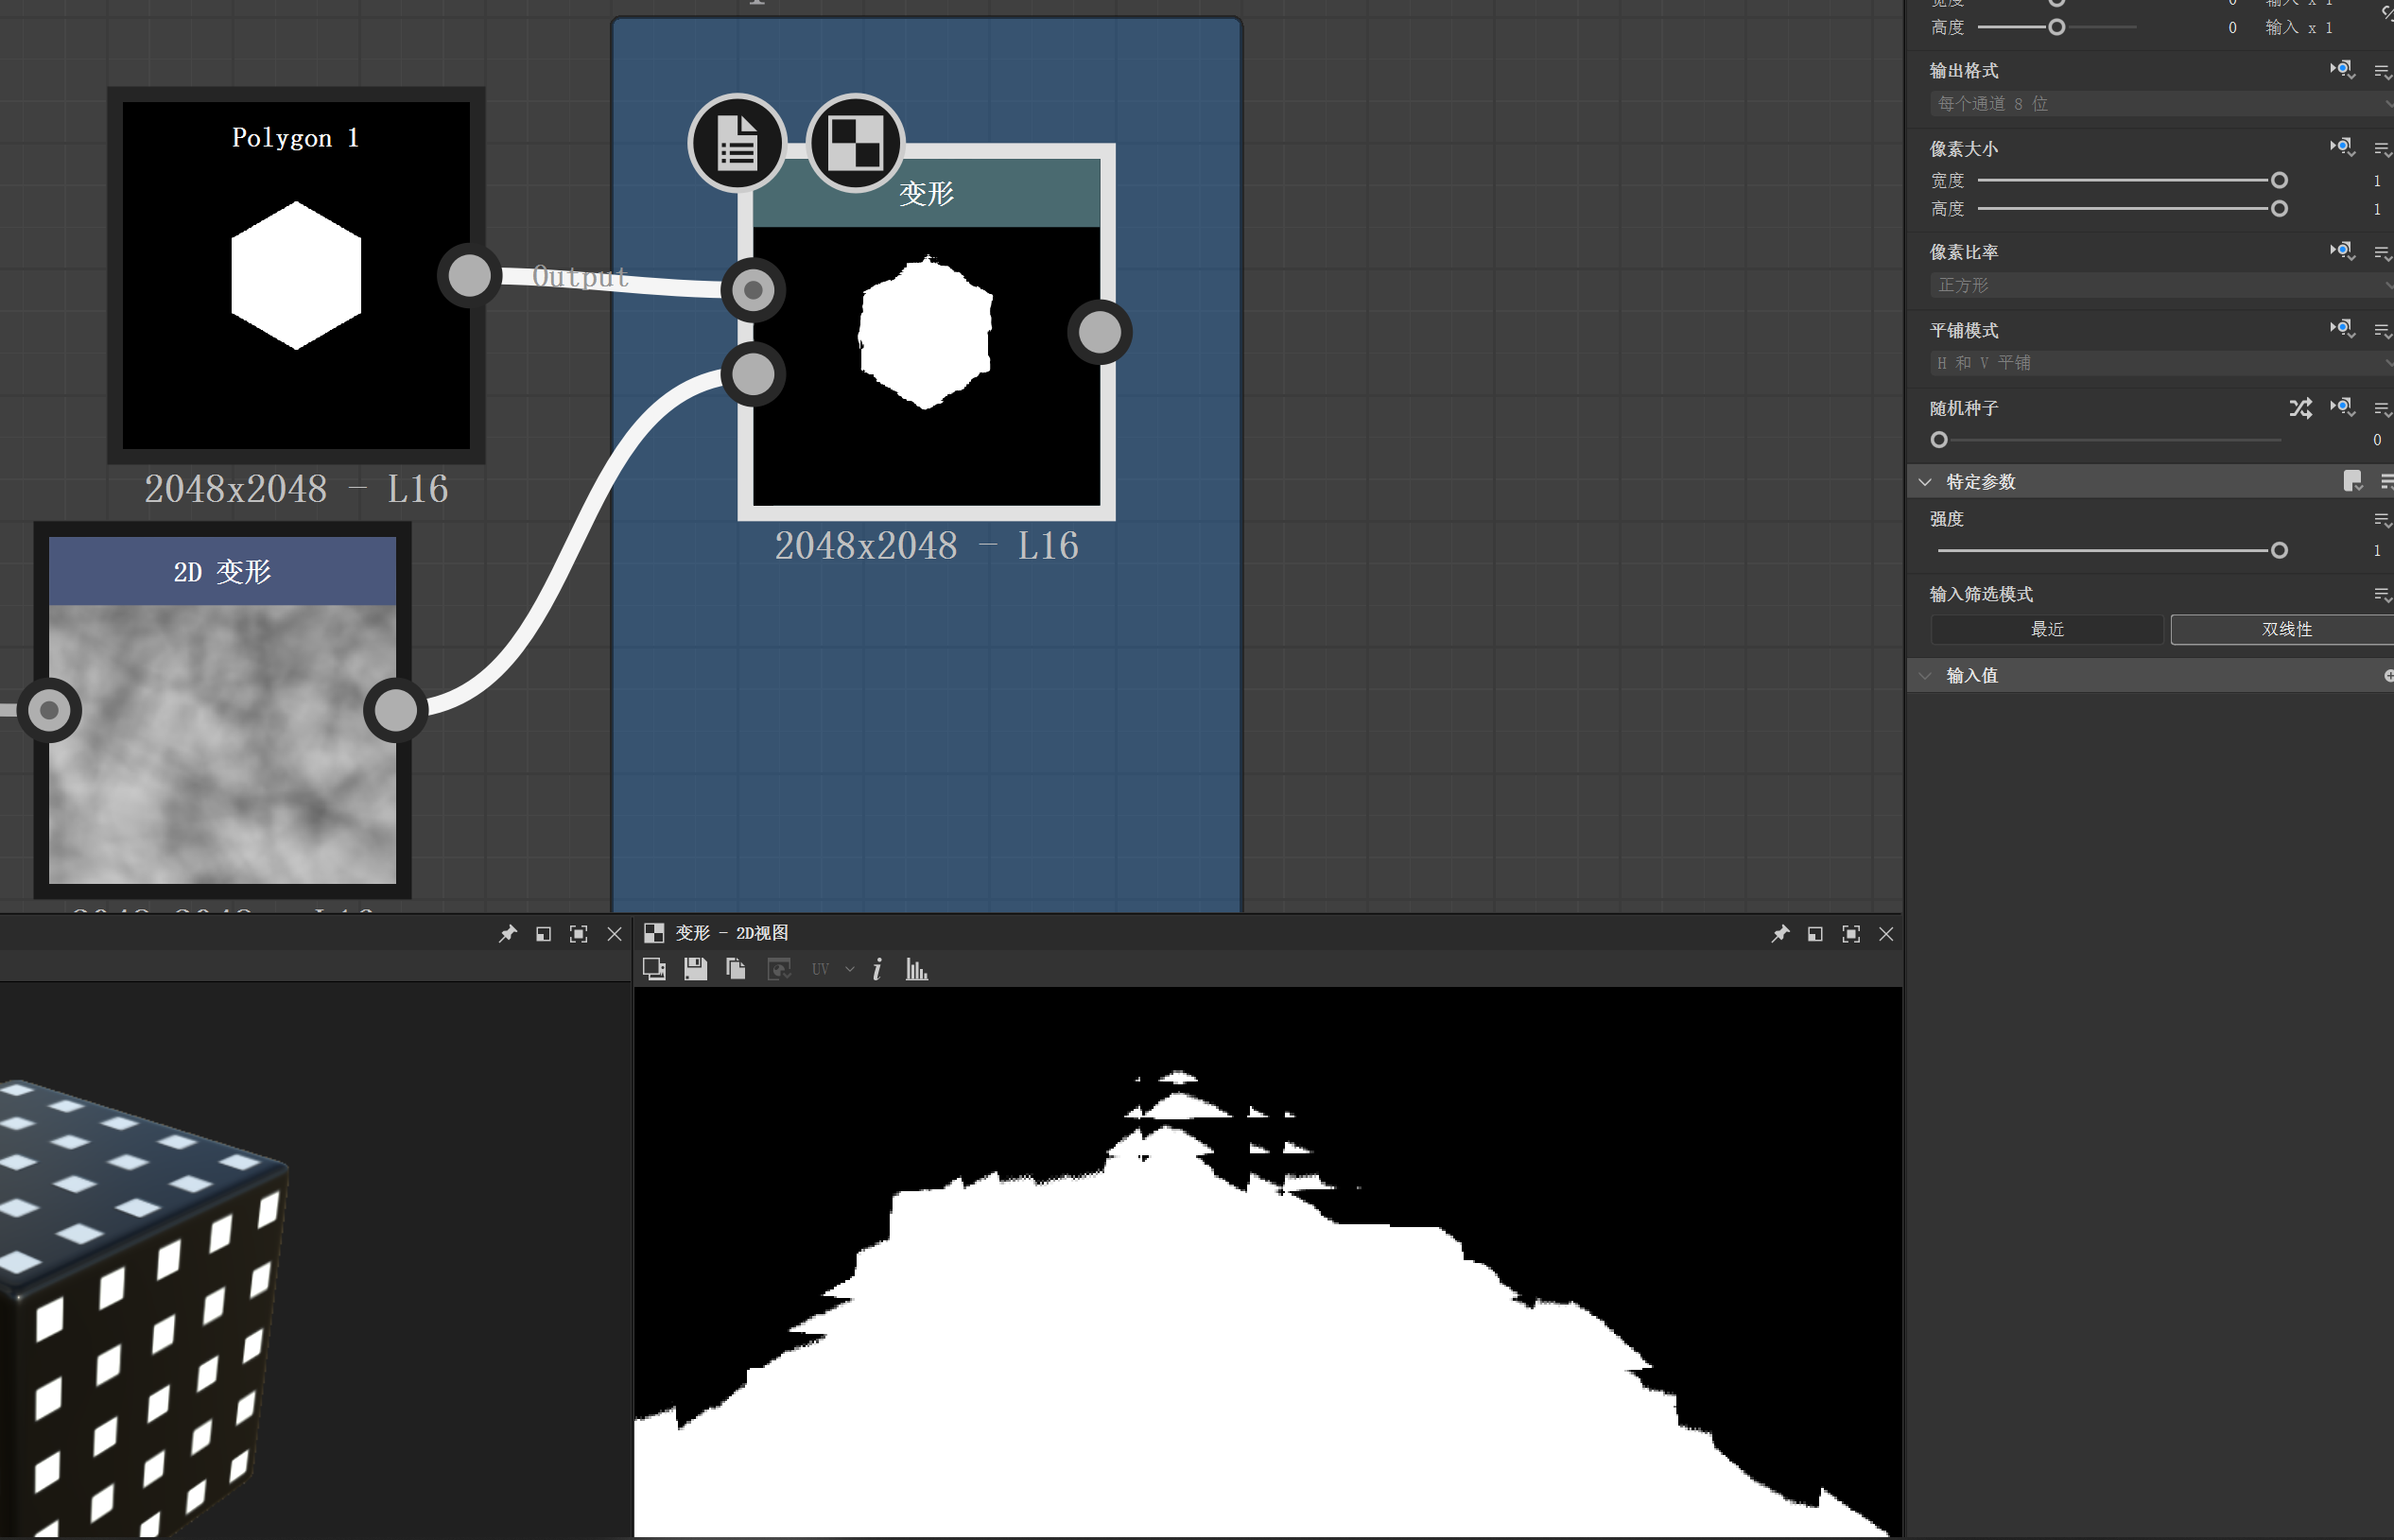 Polygon 1
2048x2048 - L16
2D 变形
Output
变形
2048x2048 - L16
高度
0
输入 x 1
输出格式
每个通道 8 位
像素大小
宽度
1
高度
1
像素比率
正方形
平铺模式
H 和 V 平铺
随机种子
0
特定参数
强度
1
输入筛选模式
最近 双线性
输入值
变形 - 2D视图
UV